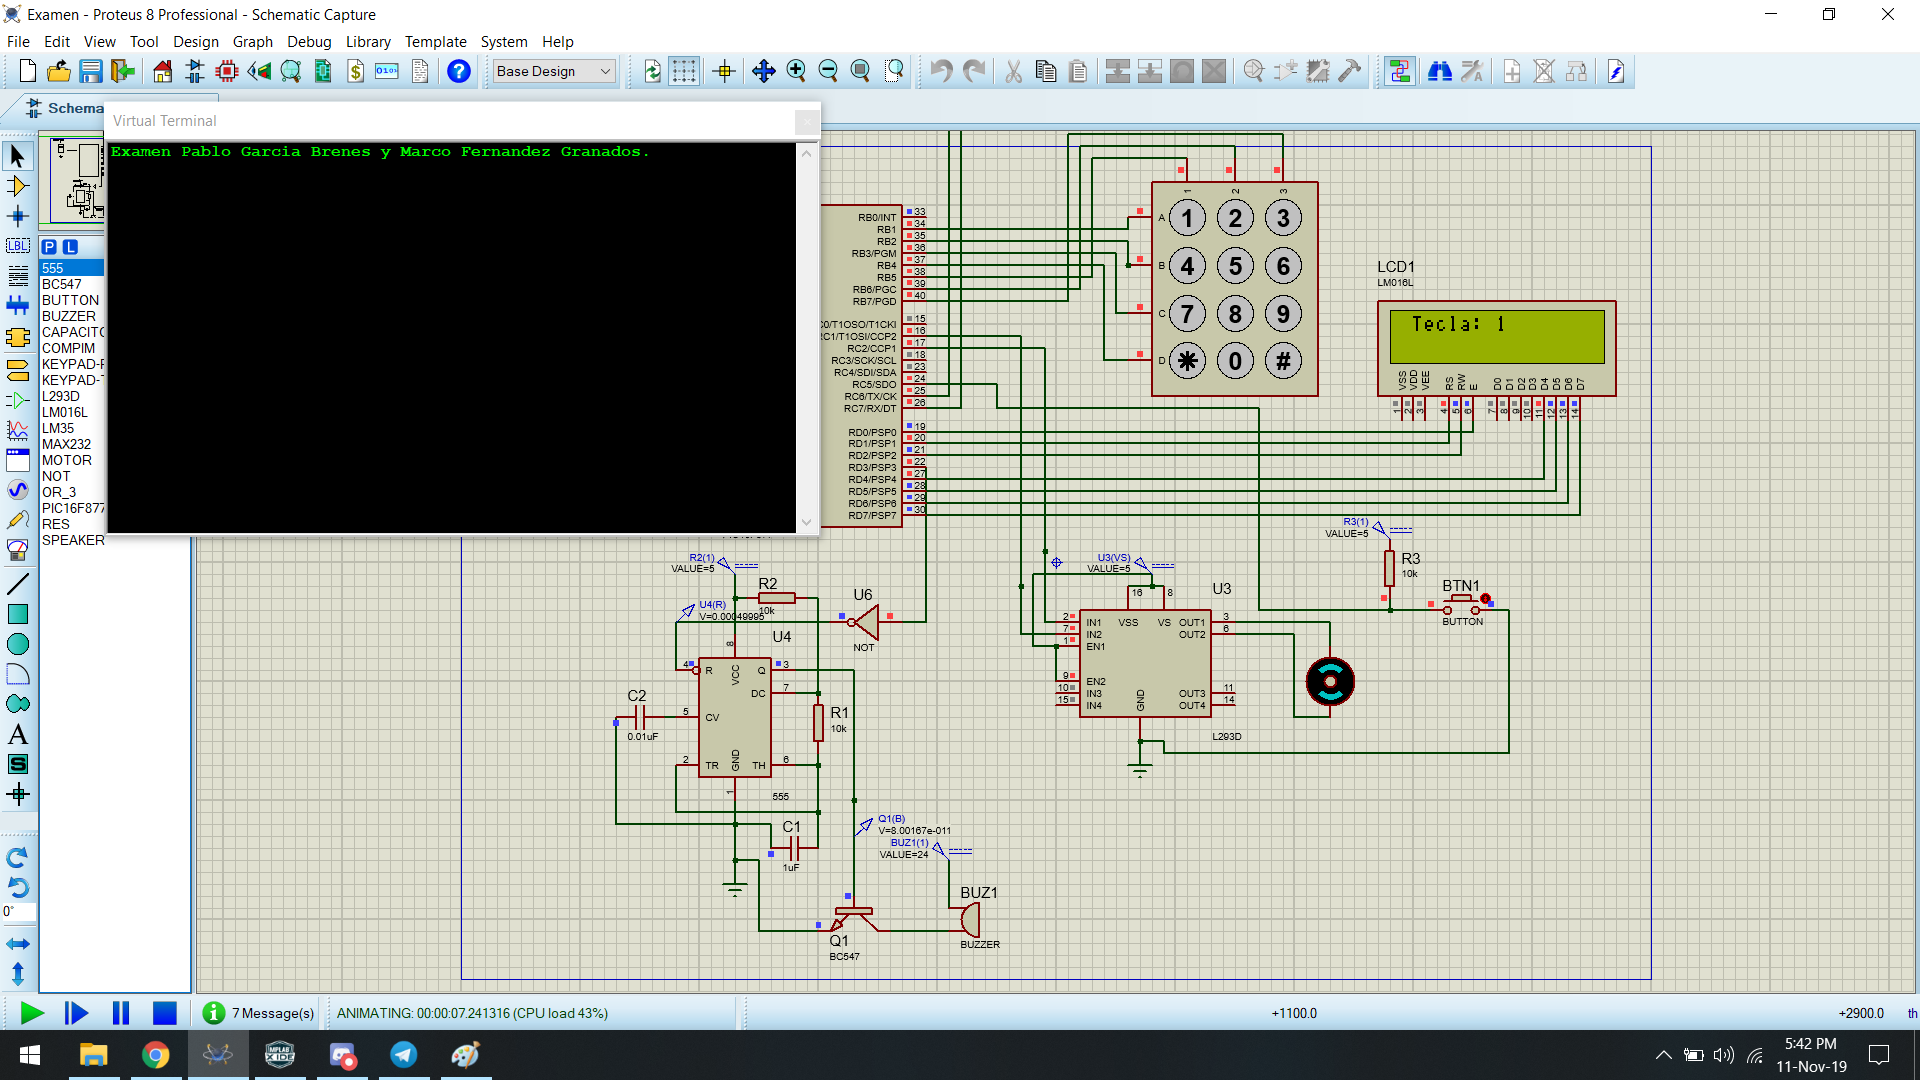 Examen - Proteus 8 Professional - Schematic Capture
File Edit View Tool Design Graph Debug Library Template System Help
Base Design
Schema
Virtual Terminal
Examen Pablo Garcia Brenes y Marco Fernandez Granados.
P L
555
BC547
BUTTON
BUZZER
CAPACITO
COMPIM
KEYPAD-
KEYPAD-
L293D
LM016L
LM35
MAX232
MOTOR
NOT
OR_3
PIC16F877
RES
SPEAKER
LBL
A
S
0°
RB0/INT 33
RB1 34
RB2 35
RB3/PGM 36
RB4 37
RB5 38
RB6/PGC 39
RB7/PGD 40
C0/T1OSO/T1CKI 15
RC1/T1OSI/CCP2 16
RC2/CCP1 17
RC3/SCK/SCL 18
RC4/SDI/SDA 23
RC5/SDO 24
RC6/TX/CK 25
RC7/RX/DT 26
RD0/PSP0 19
RD1/PSP1 20
RD2/PSP2 21
RD3/PSP3 22
RD4/PSP4 27
RD5/PSP5 28
RD6/PSP6 29
RD7/PSP7 30
1 2 3
A 1 2 3
B 4 5 6
C 7 8 9
D * 0 #
LCD1
LM016L
Tecla: 1
VSS VDD VEE RS RW E D0 D1 D2 D3 D4 D5 D6 D7
1 2 3 4 5 6 7 8 9 10 11 12 13 14
R2(1)
VALUE=5
R2
10k
U4(R)
V=0.00049995
U6
NOT
U4
8
4 R VCC Q 3
DC 7
5 CV
2 TR GND TH 6
1
555
C2
0.01uF
R1
10k
C1
1uF
Q1(B)
V=8.00167e-011
BUZ1(1)
VALUE=24
BUZ1
BUZZER
Q1
BC547
U3(VS)
VALUE=5
U3
16 8
2 IN1 VSS VS OUT1 3
7 IN2 OUT2 6
1 EN1
9 EN2
10 IN3 OUT3 11
15 IN4 GND OUT4 14
L293D
R3(1)
VALUE=5
R3
10k
BTN1
BUTTON
7 Message(s)
ANIMATING: 00:00:07.241316 (CPU load 43%)
+1100.0
+2900.0
th
5:42 PM
11-Nov-19